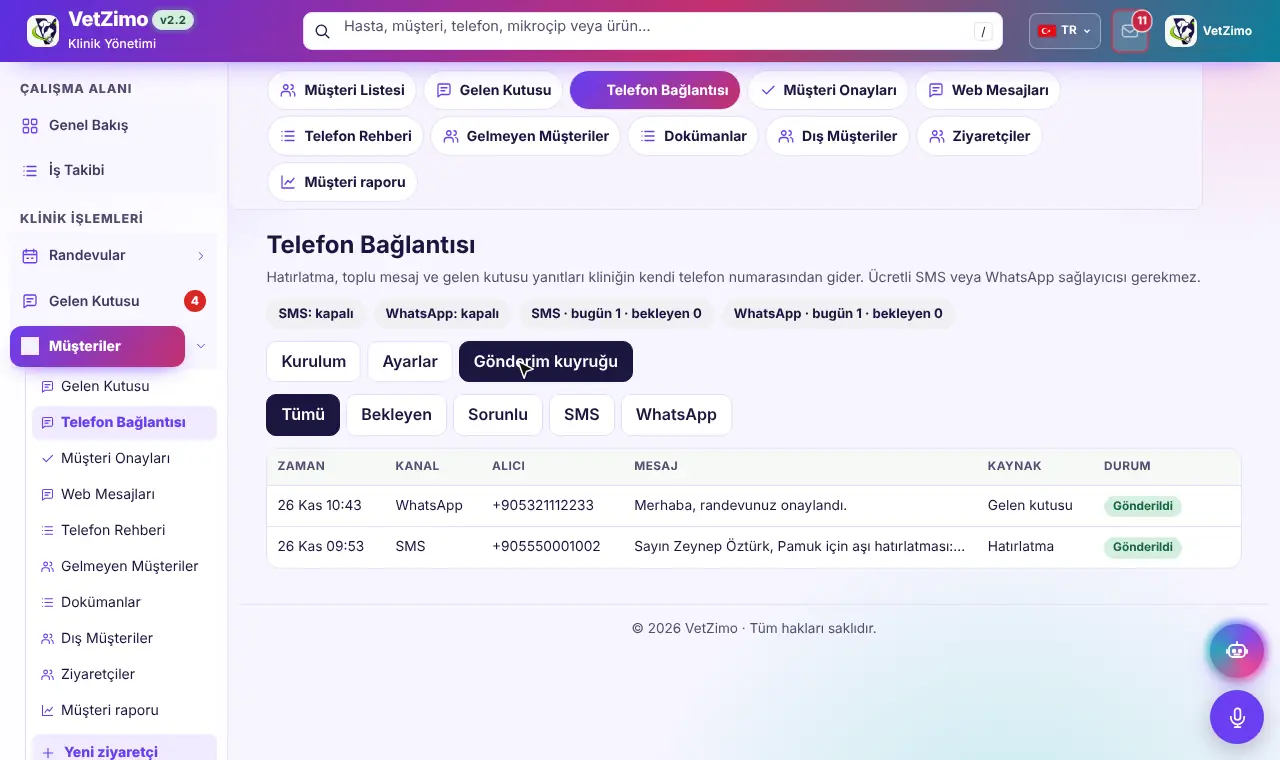 VetZimo v2.2
Klinik Yönetimi
Hasta, müşteri, telefon, mikroçip veya ürün...
/
TR
11
VetZimo
ÇALIŞMA ALANI
Genel Bakış
İş Takibi
KLİNİK İŞLEMLERİ
Randevular
Gelen Kutusu 4
Müşteriler
Gelen Kutusu
Telefon Bağlantısı
Müşteri Onayları
Web Mesajları
Telefon Rehberi
Gelmeyen Müşteriler
Dokümanlar
Dış Müşteriler
Ziyaretçiler
Müşteri raporu
Yeni ziyaretçi
Müşteri Listesi Gelen Kutusu Telefon Bağlantısı Müşteri Onayları Web Mesajları
Telefon Rehberi Gelmeyen Müşteriler Dokümanlar Dış Müşteriler Ziyaretçiler
Müşteri raporu
Telefon Bağlantısı
Hatırlatma, toplu mesaj ve gelen kutusu yanıtları kliniğin kendi telefon numarasından gider. Ücretli SMS veya WhatsApp sağlayıcısı gerekmez.
SMS: kapalı WhatsApp: kapalı SMS · bugün 1 · bekleyen 0 WhatsApp · bugün 1 · bekleyen 0
Kurulum Ayarlar Gönderim kuyruğu
Tümü Bekleyen Sorunlu SMS WhatsApp
ZAMAN KANAL ALICI MESAJ KAYNAK DURUM
26 Kas 10:43 WhatsApp +905321112233 Merhaba, randevunuz onaylandı. Gelen kutusu Gönderildi
26 Kas 09:53 SMS +905550001002 Sayın Zeynep Öztürk, Pamuk için aşı hatırlatması:... Hatırlatma Gönderildi
© 2026 VetZimo · Tüm hakları saklıdır.